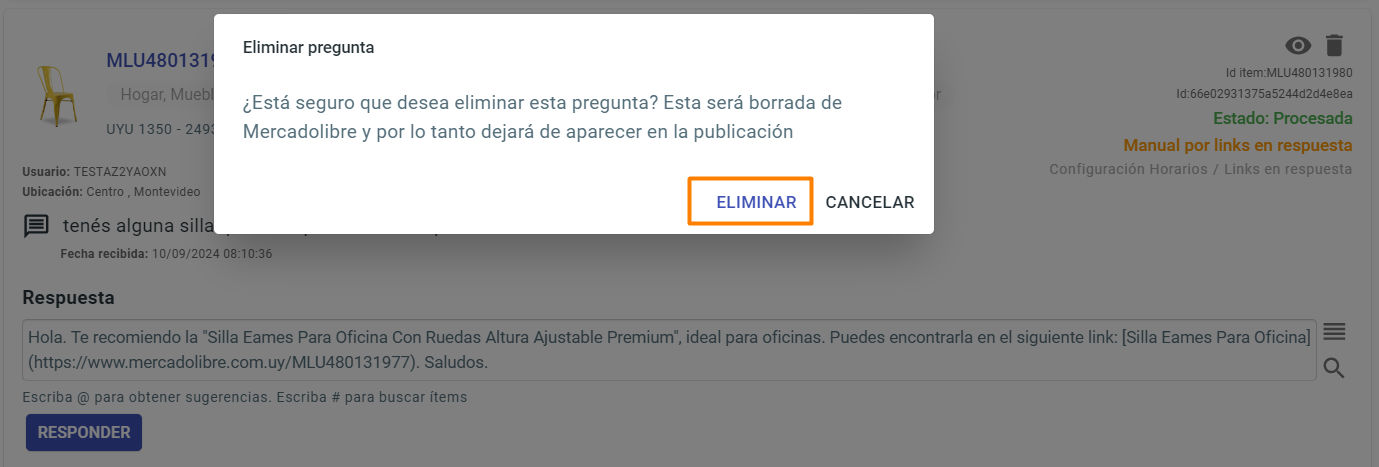 Eliminar pregunta
¿Está seguro que desea eliminar esta pregunta? Esta será borrada de
Mercadolibre y por lo tanto dejará de aparecer en la publicación
ELIMINAR CANCELAR
Id item:MLU480131980
Hogar,
Id:66e02931375a5244d2d4e8ea
UYU 1350 -
Estado: Procesada
Manual por links en respuesta
Configuración Horarios / Links en respuesta
Usuario: TESTAZ2YAOXN
Ubicación: Centro , Montevideo
tenés alguna silla
Fecha recibida: 10/09/2024 08:10:36
Respuesta
Hola. Te recomiendo la "Silla Eames Para Oficina Con Ruedas Altura Ajustable Premium", ideal para oficinas. Puedes encontrarla en el siguiente link: [Silla Eames Para Oficina]
(https://www.mercadolibre.com.uy/MLU480131977). Saludos.
Escriba @ para obtener sugerencias. Escriba # para buscar ítems
RESPONDER